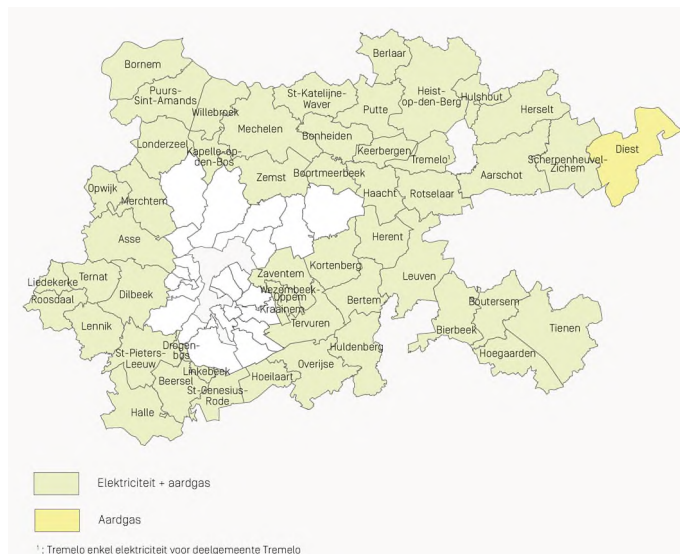 Berlaar
Bornem
Puurs-
Sint-Amands
Willebroek
St-Katelijne-
Waver
Putte
Heist-
op-den-Berg
Hulshout
Herselt
Mechelen
Bonheiden
Londerzeel
Kapelle-op-
den-Bos
Keerbergen
Tremelo¹
Scherpenheuvel-
Zichem
Diest
Zemst
Boortmeerbeek
Aarschot
Opwijk
Merchtem
Haacht
Rotselaar
Asse
Herent
Zaventem
Kortenberg
Leuven
Liedekerke
Ternat
Roosdaal
Dilbeek
Wezembeek-
Oppem
Kraainem
Bertem
Boutersem
Lennik
Tervuren
Bierbeek
Tienen
St-Pieters-
Leeuw
Drogen-
bos
Huldenberg
Hoegaarden
Linkebeek
Overijse
Beersel
Hoeilaart
St-Genesius-
Rode
Halle
Elektriciteit + aardgas
Aardgas
¹ : Tremelo enkel elektriciteit voor deelgemeente Tremelo